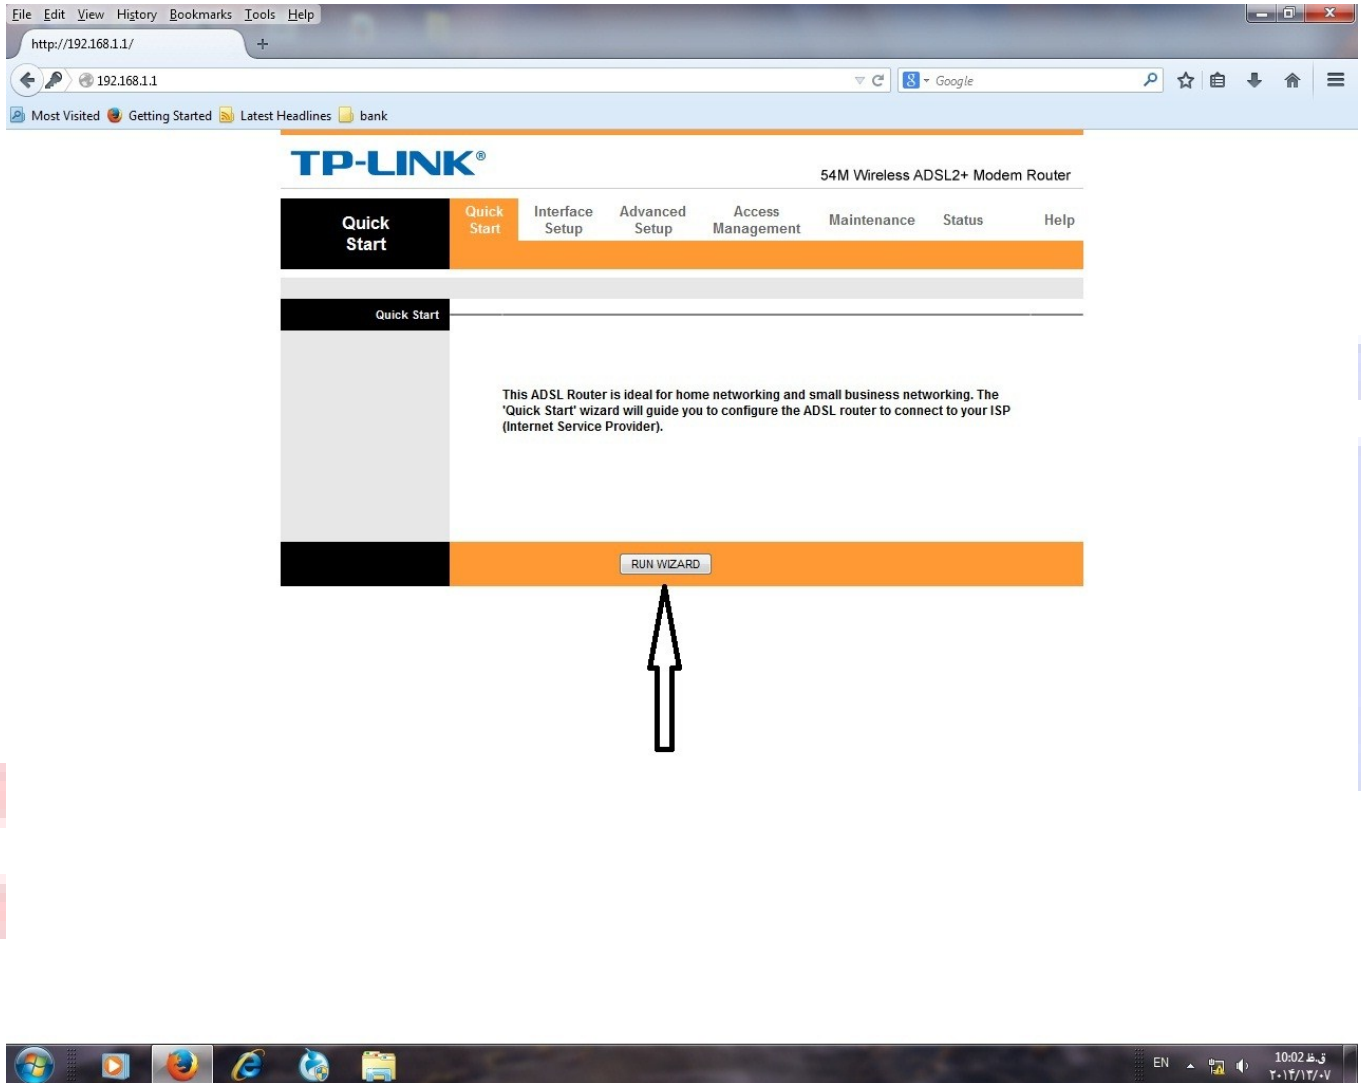 File Edit View History Bookmarks Tools Help
http://192.168.1.1/
192.168.1.1
Google
Most Visited Getting Started Latest Headlines bank
TP-LINK®
54M Wireless ADSL2+ Modem Router
Quick
Start
Quick
Start
Interface
Setup
Advanced
Setup
Access
Management
Maintenance
Status
Help
Quick Start
This ADSL Router is ideal for home networking and small business networking. The
'Quick Start' wizard will guide you to configure the ADSL router to connect to your ISP
(Internet Service Provider).
RUN WIZARD
EN
10:02 ق.ظ
۲۰۱۴/۱۳/۰۷